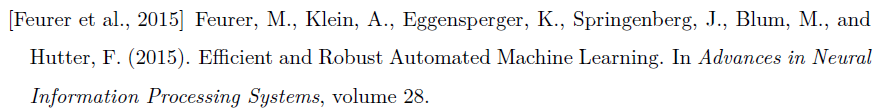 [Feurer et al., 2015] Feurer, M., Klein, A., Eggensperger, K., Springenberg, J., Blum, M., and
Hutter, F. (2015). Efficient and Robust Automated Machine Learning. In Advances in Neural
Information Processing Systems, volume 28.